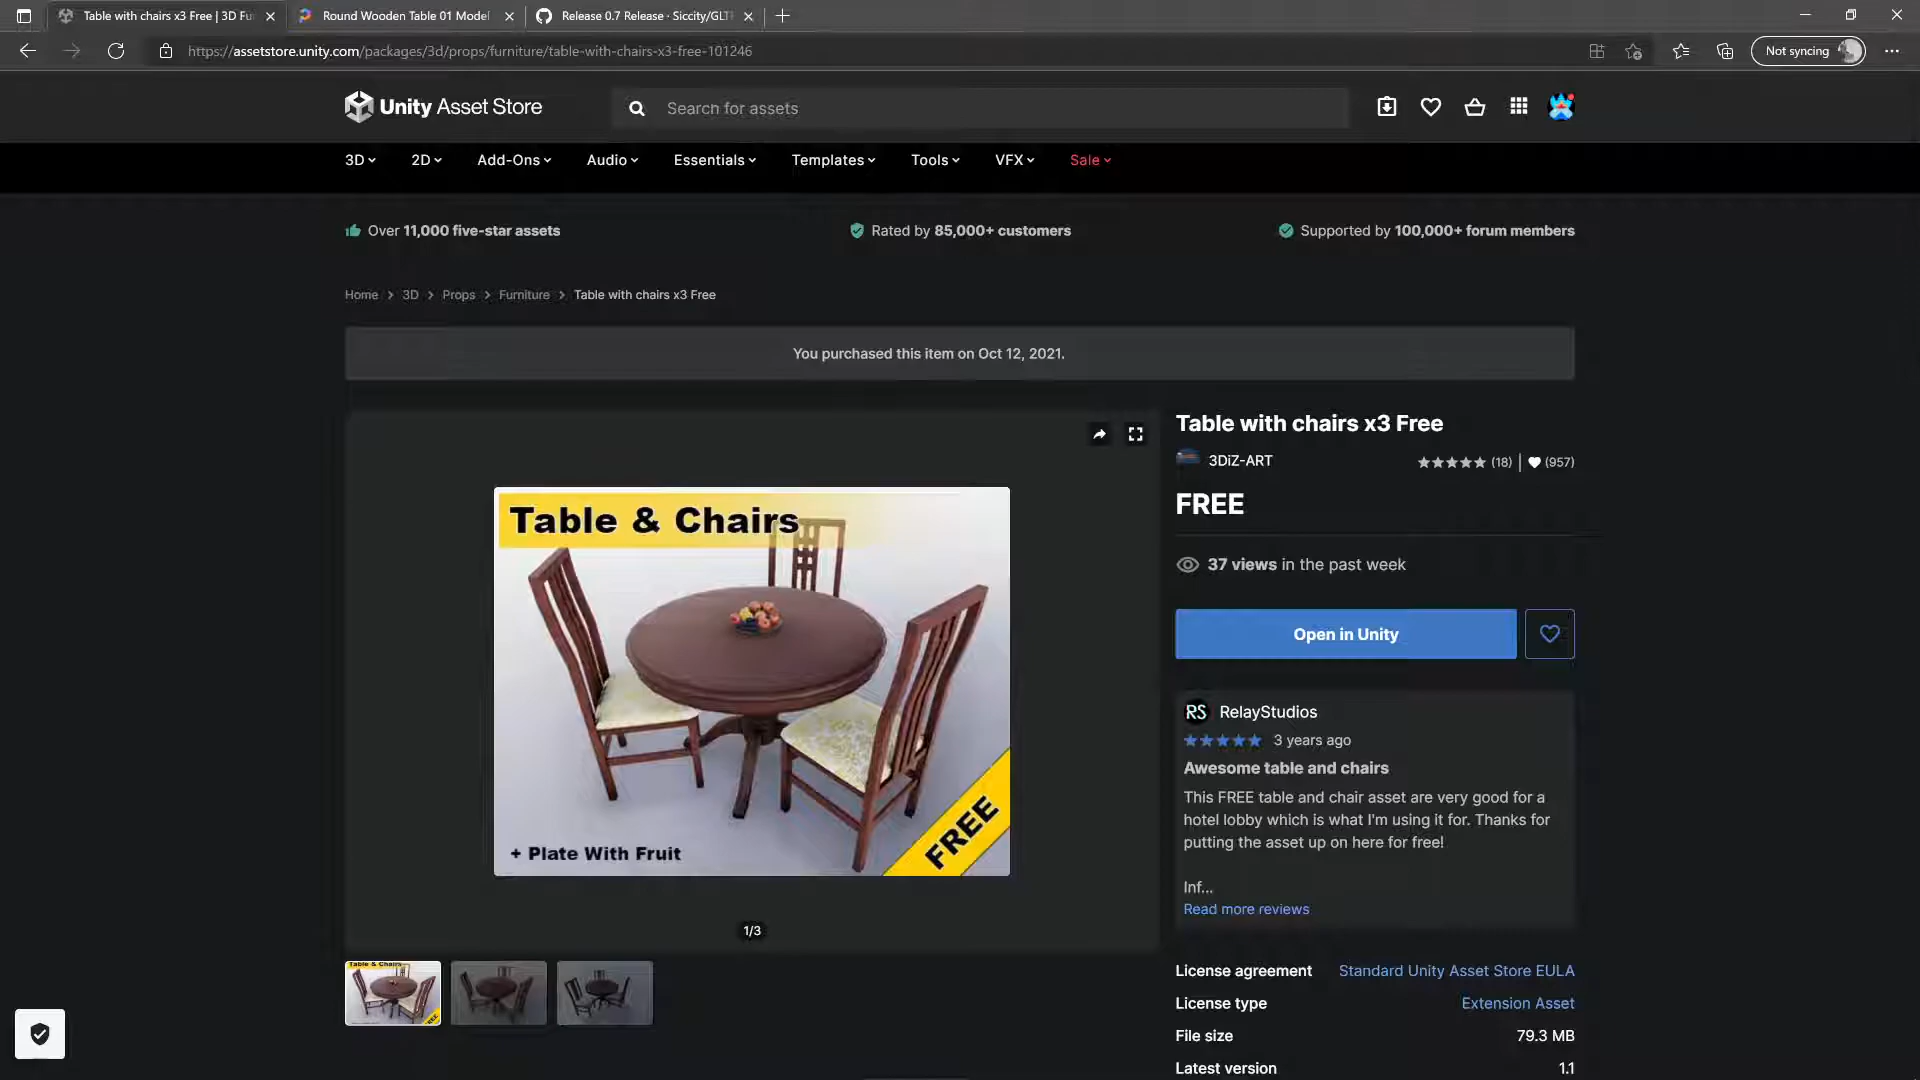 Table with chairs x3 Free | 3D Fu
Round Wooden Table 01 Model
Release 0.7 Release · Siccity/GLTF
https://assetstore.unity.com/packages/3d/props/furniture/table-with-chairs-x3-free-101246
Not syncing
Unity Asset Store
Search for assets
3D
2D
Add-Ons
Audio
Essentials
Templates
Tools
VFX
Sale
Over 11,000 five-star assets
Rated by 85,000+ customers
Supported by 100,000+ forum members
Home > 3D > Props > Furniture > Table with chairs x3 Free
You purchased this item on Oct 12, 2021.
Table & Chairs
+ Plate With Fruit
FREE
1/3
Table & Chairs
FREE
Table with chairs x3 Free
3DiZ-ART
(18) | (957)
FREE
37 views in the past week
Open in Unity
RS RelayStudios
3 years ago
Awesome table and chairs
This FREE table and chair asset are very good for a
hotel lobby which is what I'm using it for. Thanks for
putting the asset up on here for free!
Inf...
Read more reviews
License agreement Standard Unity Asset Store EULA
License type Extension Asset
File size 79.3 MB
Latest version 1.1